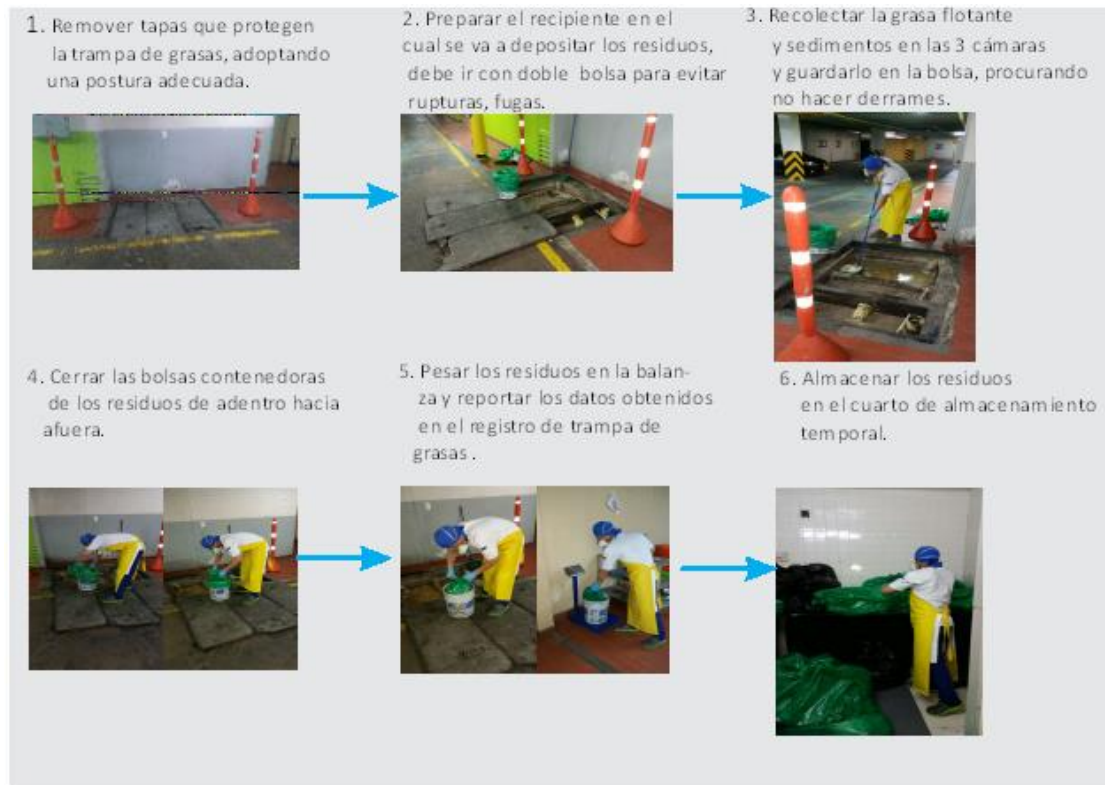 1. Remover tapas que protegen
la trampa de grasas, adoptando
una postura adecuada.
2. Preparar el recipiente en el
cual se va a depositar los residuos,
debe ir con doble bolsa para evitar
rupturas, fugas.
3. Recolectar la grasa flotante
y sedimentos en las 3 cámaras
y guardarlo en la bolsa, procurando
no hacer derrames.
4. Cerrar las bolsas contenedoras
de los residuos de adentro hacia
afuera.
5. Pesar los residuos en la balan-
za y reportar los datos obtenidos
en el registro de trampa de
grasas .
6. Almacenar los residuos
en el cuarto de almacenamiento
temporal.